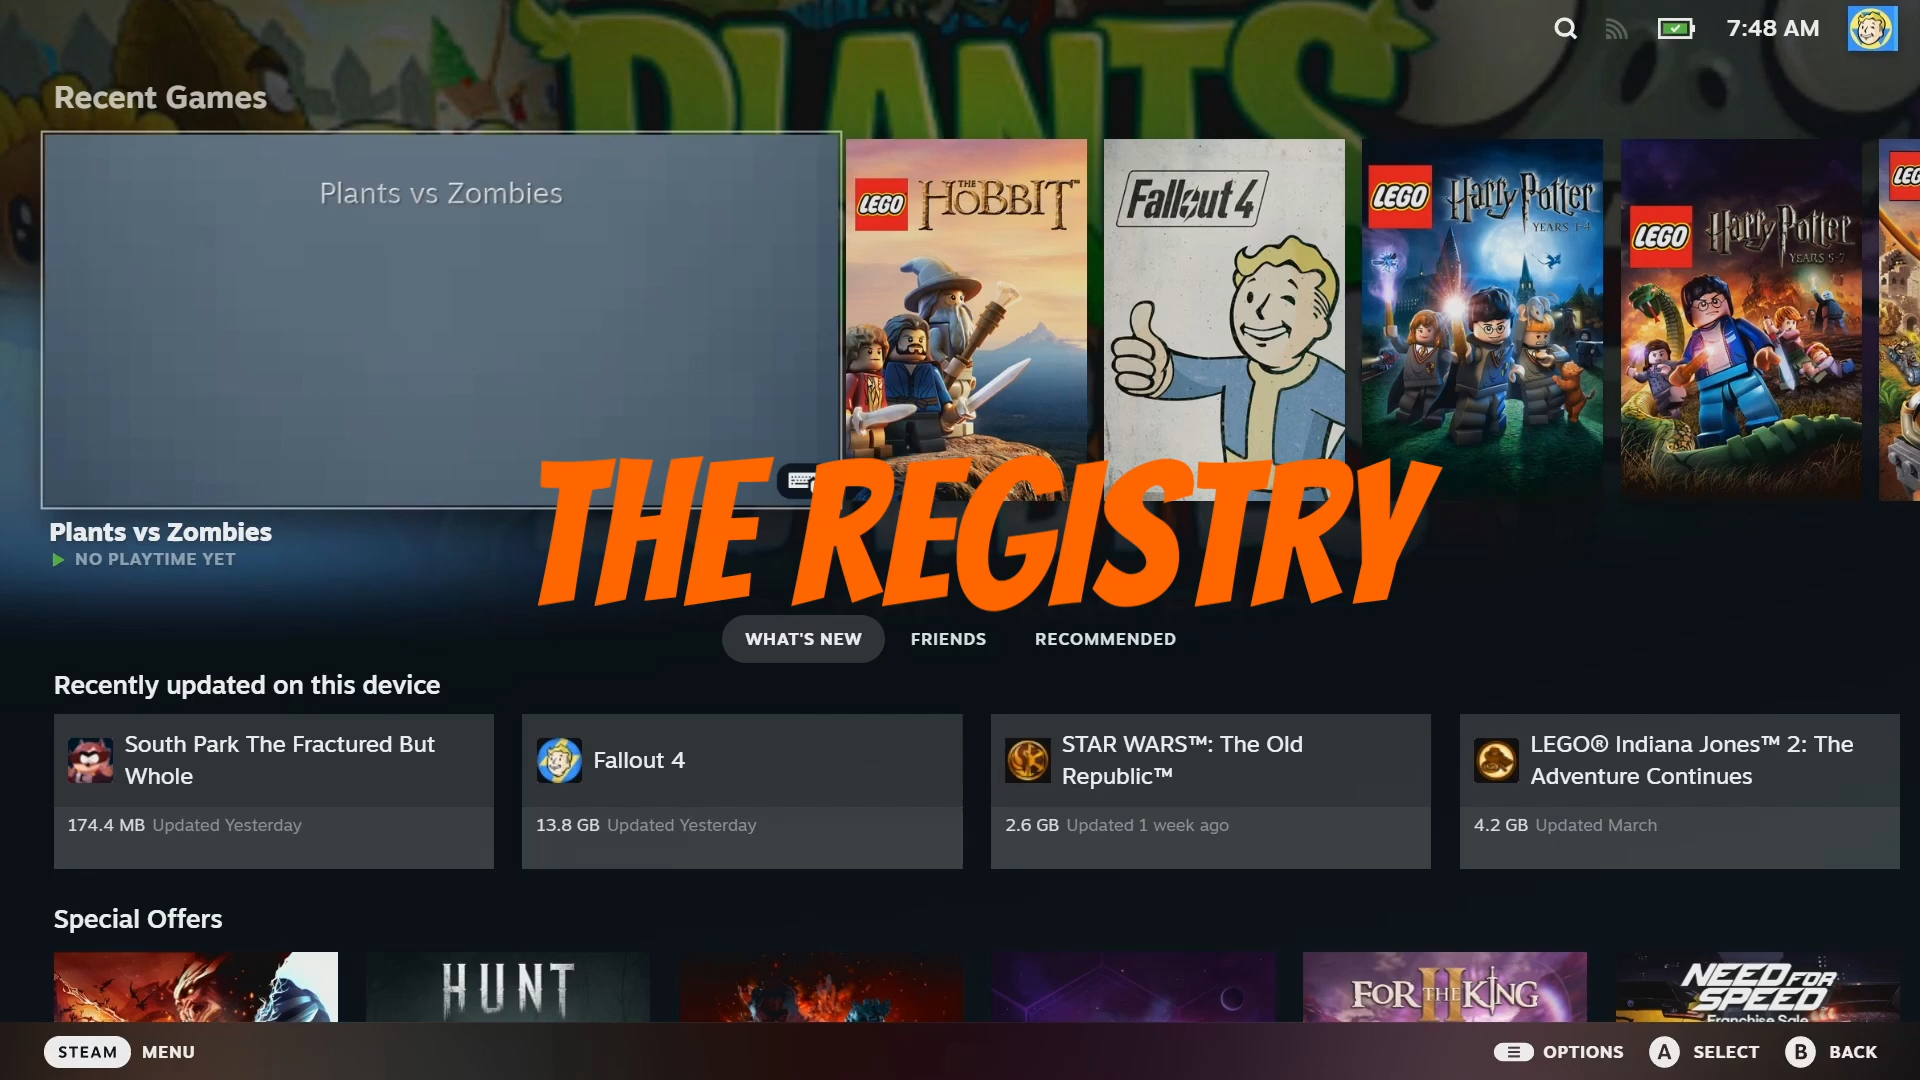 PLANTS
7:48 AM
Recent Games
Plants vs Zombies
LEGO THE HOBBIT™
Fallout 4
LEGO Harry Potter
YEARS 1-4
LEGO Harry Potter
YEARS 5-7
Plants vs Zombies
NO PLAYTIME YET
THE REGISTRY
WHAT'S NEW
FRIENDS
RECOMMENDED
Recently updated on this device
South Park The Fractured But
Whole
174.4 MB Updated Yesterday
Fallout 4
13.8 GB Updated Yesterday
STAR WARS™: The Old
Republic™
2.6 GB Updated 1 week ago
LEGO® Indiana Jones™ 2: The
Adventure Continues
4.2 GB Updated March
Special Offers
HUNT
FOR THE KING
II
NEED FOR
SPEED
Franchise Sale
STEAM MENU
OPTIONS
A SELECT
B BACK